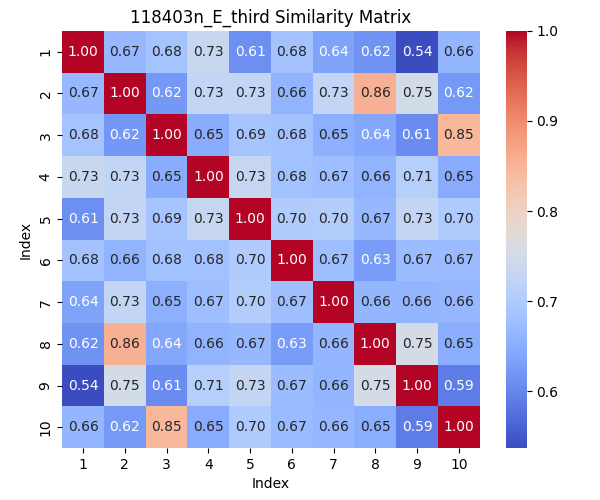 118403n_E_third Similarity Matrix
1 1.00 0.67 0.68 0.73 0.61 0.68 0.64 0.62 0.54 0.66
2 0.67 1.00 0.62 0.73 0.73 0.66 0.73 0.86 0.75 0.62
3 0.68 0.62 1.00 0.65 0.69 0.68 0.65 0.64 0.61 0.85
4 0.73 0.73 0.65 1.00 0.73 0.68 0.67 0.66 0.71 0.65
5 0.61 0.73 0.69 0.73 1.00 0.70 0.70 0.67 0.73 0.70
6 0.68 0.66 0.68 0.68 0.70 1.00 0.67 0.63 0.67 0.67
7 0.64 0.73 0.65 0.67 0.70 0.67 1.00 0.66 0.66 0.66
8 0.62 0.86 0.64 0.66 0.67 0.63 0.66 1.00 0.75 0.65
9 0.54 0.75 0.61 0.71 0.73 0.67 0.66 0.75 1.00 0.59
10 0.66 0.62 0.85 0.65 0.70 0.67 0.66 0.65 0.59 1.00
1 2 3 4 5 6 7 8 9 10
Index
Index
1.0
0.9
0.8
0.7
0.6